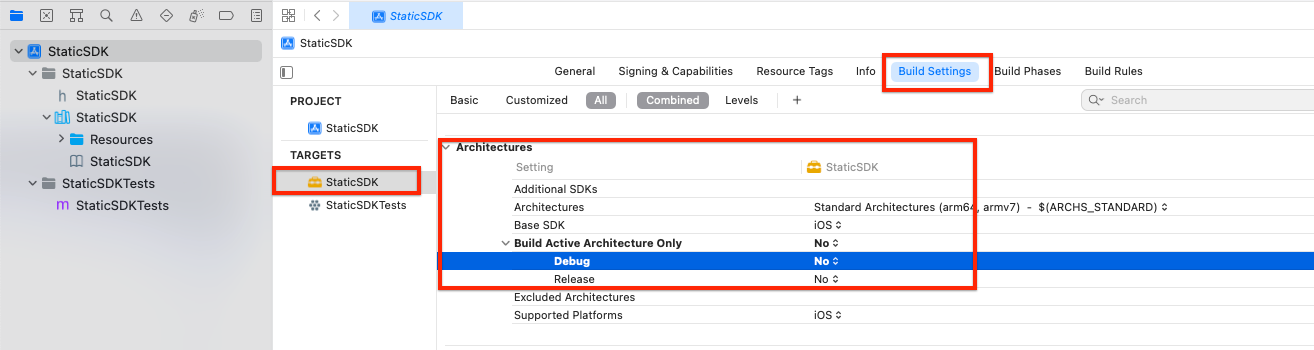 StaticSDK
StaticSDK
StaticSDK
StaticSDK
Resources
StaticSDK
StaticSDKTests
StaticSDKTests
StaticSDK
StaticSDK
General Signing & Capabilities Resource Tags Info Build Settings Build Phases Build Rules
PROJECT
StaticSDK
TARGETS
StaticSDK
StaticSDKTests
Basic Customized All Combined Levels + Search
Architectures
Setting StaticSDK
Additional SDKs
Architectures Standard Architectures (arm64, armv7) - $(ARCHS_STANDARD)
Base SDK iOS
Build Active Architecture Only No
Debug No
Release No
Excluded Architectures
Supported Platforms iOS